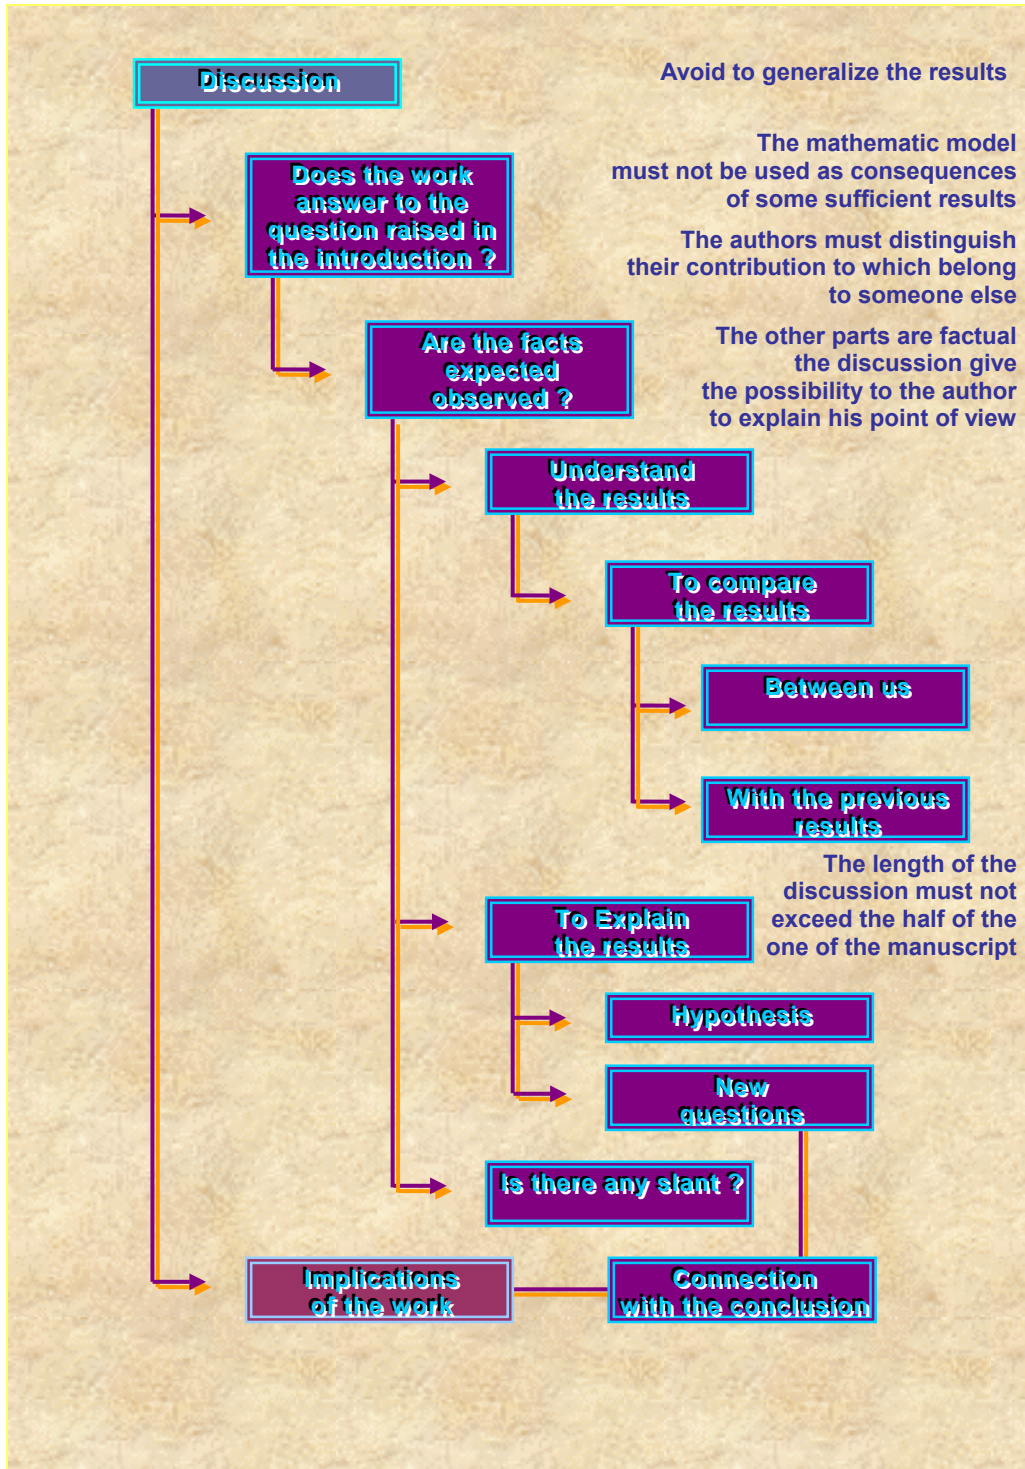 Discussion
Avoid to generalize the results
Does the work
answer to the
question raised in
the introduction ?
The mathematic model
must not be used as consequences
of some sufficient results
The authors must distinguish
their contribution to which belong
to someone else
Are the facts
expected
observed ?
The other parts are factual
the discussion give
the possibility to the author
to explain his point of view
Understand
the results
To compare
the results
Between us
With the previous
results
The length of the
discussion must not
exceed the half of the
one of the manuscript
To Explain
the results
Hypothesis
New
questions
Is there any slant ?
Implications
of the work
Connection
with the conclusion